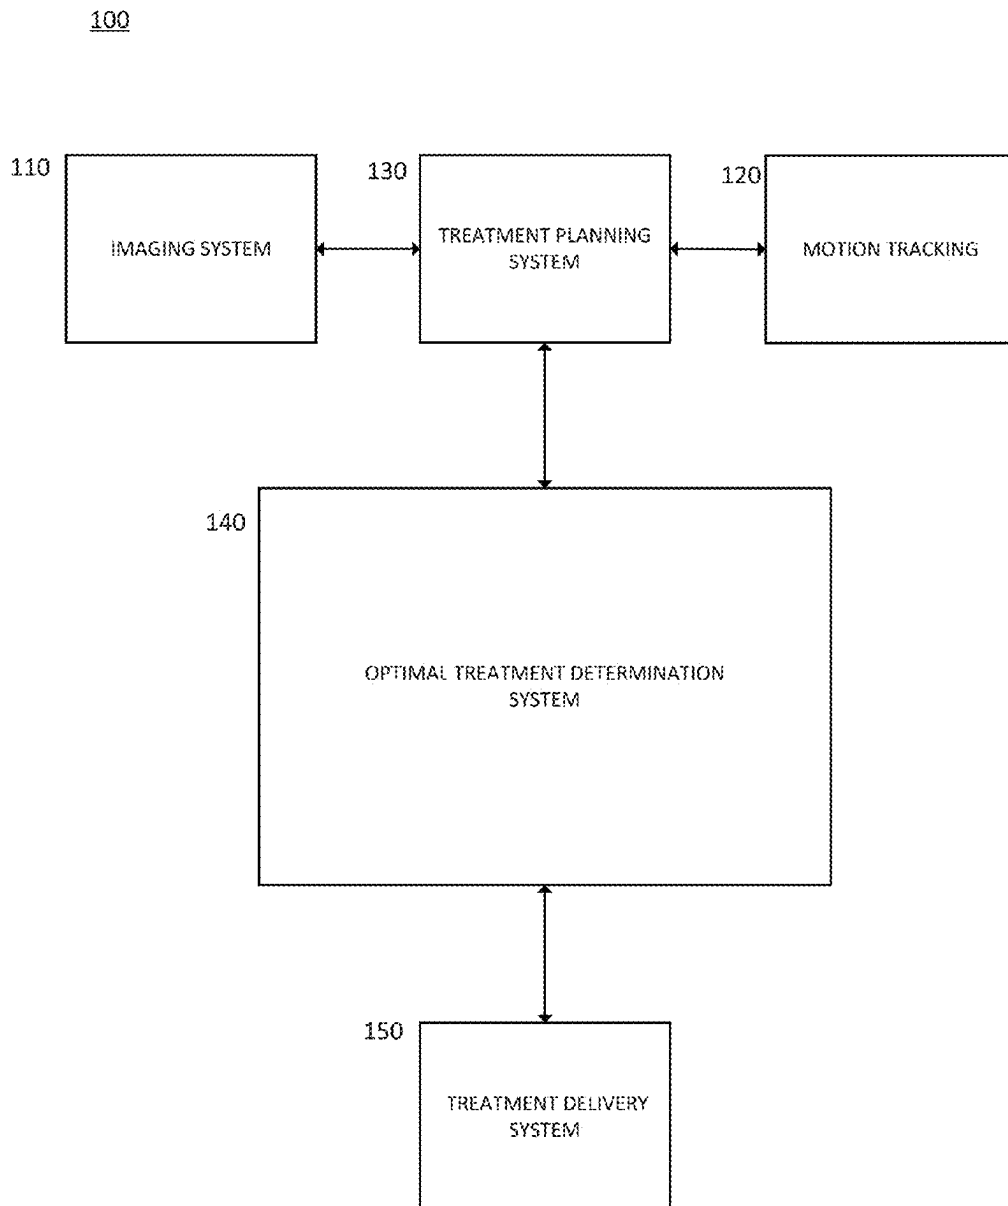 100
110
130
120
IMAGING SYSTEM
TREATMENT PLANNING
SYSTEM
MOTION TRACKING
140
OPTIMAL TREATMENT DETERMINATION
SYSTEM
150
TREATMENT DELIVERY
SYSTEM